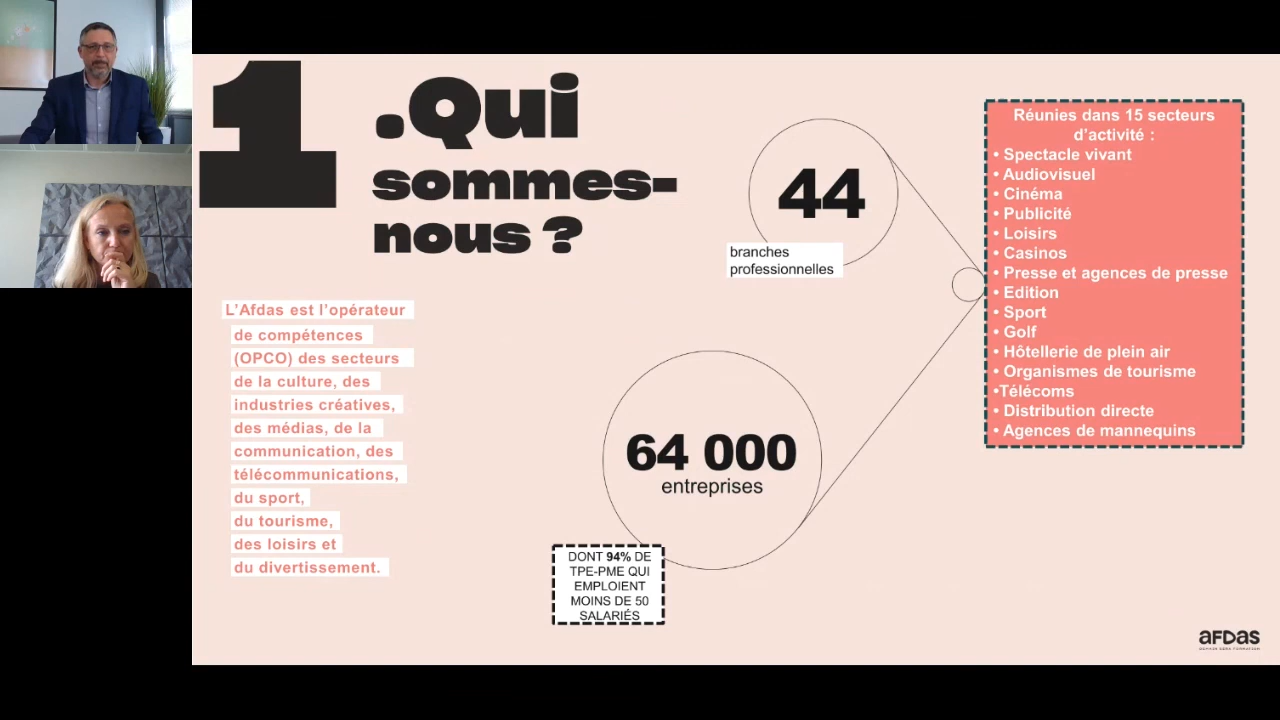 1
.Qui
sommes-
nous ?
L'Afdas est l'opérateur
de compétences
(OPCO) des secteurs
de la culture, des
industries créatives,
des médias, de la
communication, des
télécommunications,
du sport,
du tourisme,
des loisirs et
du divertissement.
44
branches
professionnelles
64 000
entreprises
DONT 94% DE
TPE-PME QUI
EMPLOIENT
MOINS DE 50
SALARIÉS
Réunies dans 15 secteurs
d'activité :
• Spectacle vivant
• Audiovisuel
• Cinéma
• Publicité
• Loisirs
• Casinos
• Presse et agences de presse
• Edition
• Sport
• Golf
• Hôtellerie de plein air
• Organismes de tourisme
•Télécoms
• Distribution directe
• Agences de mannequins
afdas
DEMAIN SERA FORMATION